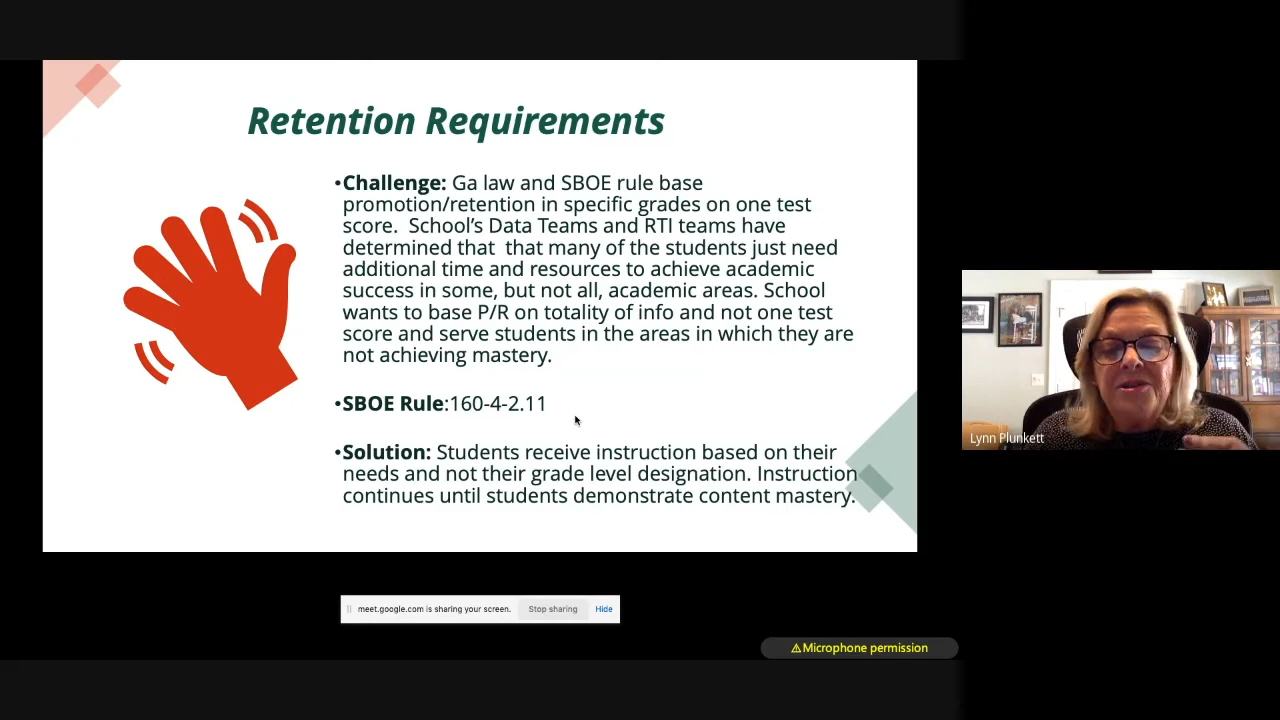 Retention Requirements
•Challenge: Ga law and SBOE rule base
promotion/retention in specific grades on one test
score.  School's Data Teams and RTI teams have
determined that  that many of the students just need
additional time and resources to achieve academic
success in some, but not all, academic areas. School
wants to base P/R on totality of info and not one test
score and serve students in the areas in which they are
not achieving mastery.
•SBOE Rule:160-4-2.11
•Solution: Students receive instruction based on their
needs and not their grade level designation. Instruction
continues until students demonstrate content mastery.
Lynn Plunkett
meet.google.com is sharing your screen. Stop sharing Hide
⚠Microphone permission